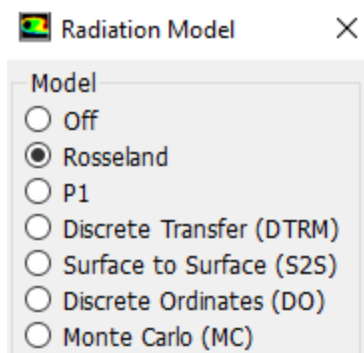 Radiation Model
Model
Off
Rosseland
P1
Discrete Transfer (DTRM)
Surface to Surface (S2S)
Discrete Ordinates (DO)
Monte Carlo (MC)